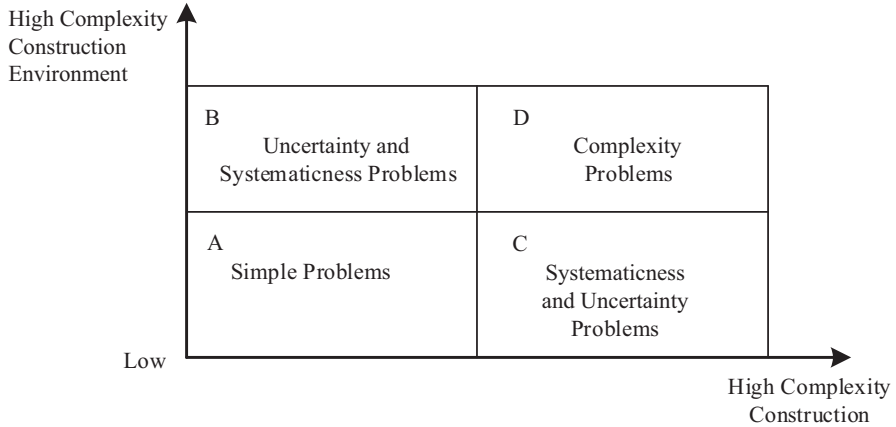 High Complexity
Construction
Environment
B
Uncertainty and
Systematicness Problems
D
Complexity
Problems
A
Simple Problems
C
Systematicness
and Uncertainty
Problems
Low
High Complexity
Construction